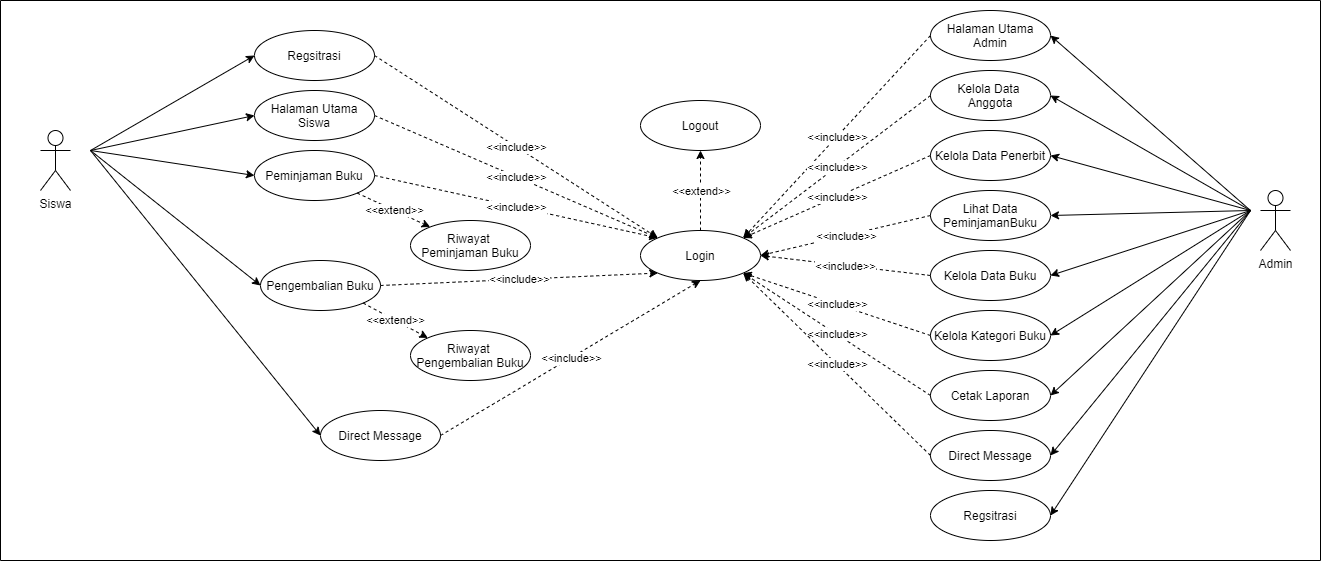 Regsitrasi
Halaman Utama
Siswa
Peminjaman Buku
<<extend>>
Riwayat
Peminjaman Buku
Pengembalian Buku
<<extend>>
Riwayat
Pengembalian Buku
Direct Message
Siswa
<<include>>
<<include>>
<<include>>
<<include>>
<<include>>
Logout
<<extend>>
Login
<<include>>
<<include>>
<<include>>
<<include>>
<<include>>
<<include>>
<<include>>
<<include>>
Halaman Utama
Admin
Kelola Data
Anggota
Kelola Data Penerbit
Lihat Data
PeminjamanBuku
Kelola Data Buku
Kelola Kategori Buku
Cetak Laporan
Direct Message
Regsitrasi
Admin